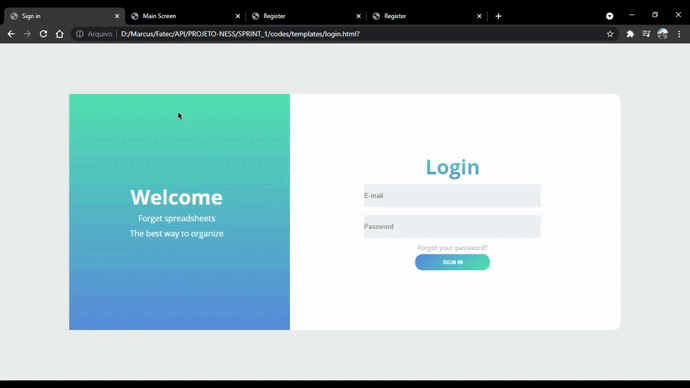 Sign in
Main Screen
Register
Register
Arquivo
D:/Marcus/Fatec/API/PROJETO-NESS/SPRINT_1/codes/templates/login.html?
Welcome
Forget spreadsheets
The best way to organize
Login
E-mail
Password
Forgot your password?
SIGN IN